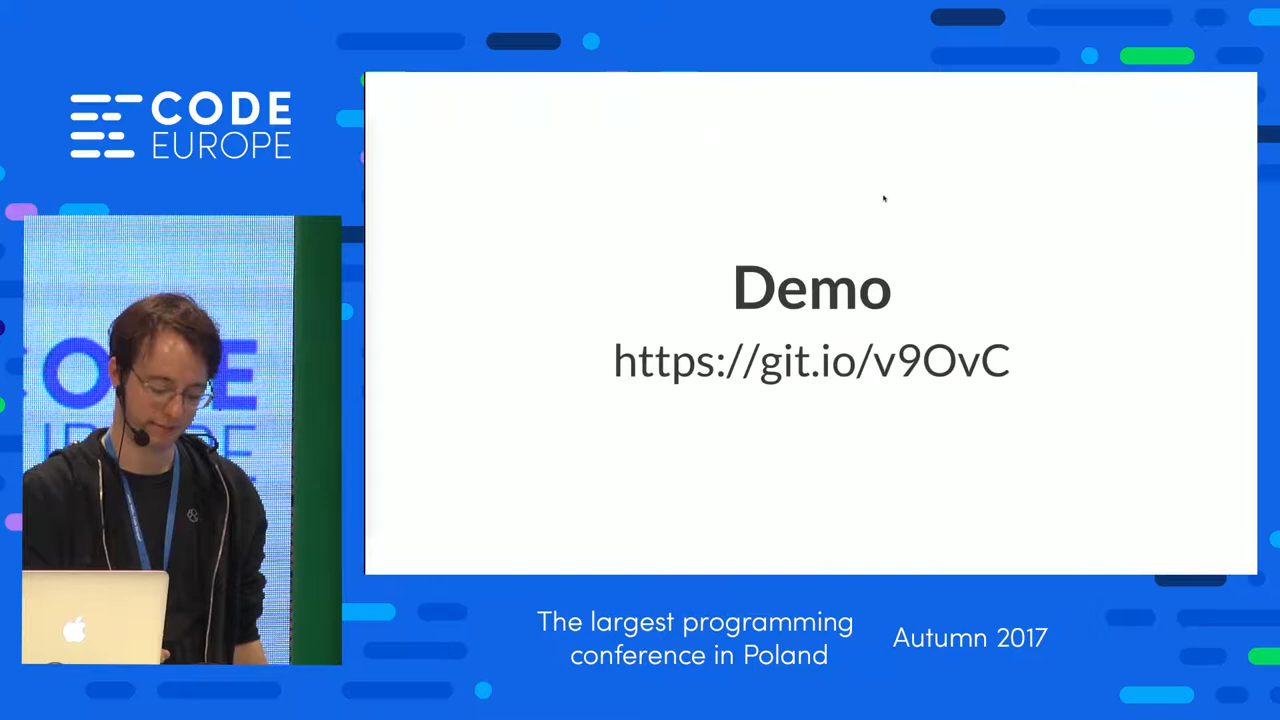 CODE
EUROPE
Demo
https://git.io/v9OvC
The largest programming
conference in Poland
Autumn 2017